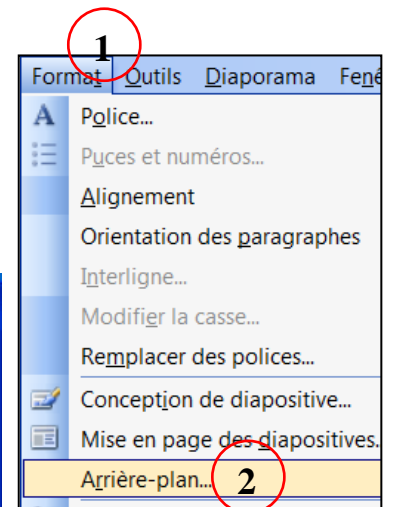 1
Format Outils Diaporama Fenê
Police...
Puces et numéros...
Alignement
Orientation des paragraphes
Interligne...
Modifier la casse...
Remplacer des polices...
Conception de diapositive...
Mise en page des diapositives.
Arrière-plan... 2